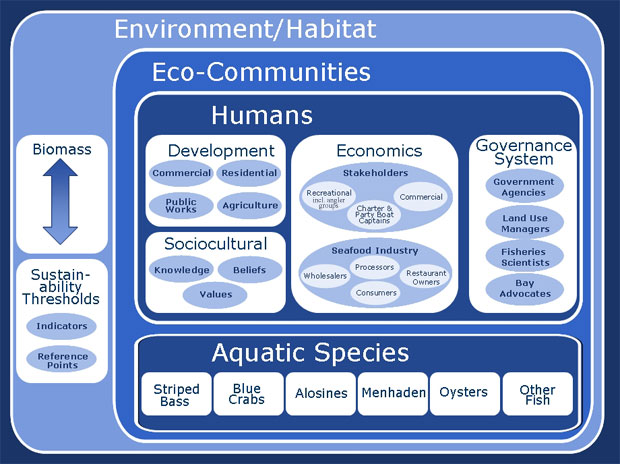 Environment/Habitat
Eco-Communities
Humans
Biomass
Sustain-
ability
Thresholds
Indicators
Reference
Points
Development
Commercial
Residential
Public
Works
Agriculture
Sociocultural
Knowledge
Beliefs
Values
Economics
Stakeholders
Recreational
incl. angler
groups
Commercial
Charter &
Party Boat
Captains
Seafood Industry
Processors
Wholesalers
Restaurant
Owners
Consumers
Governance
System
Government
Agencies
Land Use
Managers
Fisheries
Scientists
Bay
Advocates
Aquatic Species
Striped
Bass
Blue
Crabs
Alosines
Menhaden
Oysters
Other
Fish